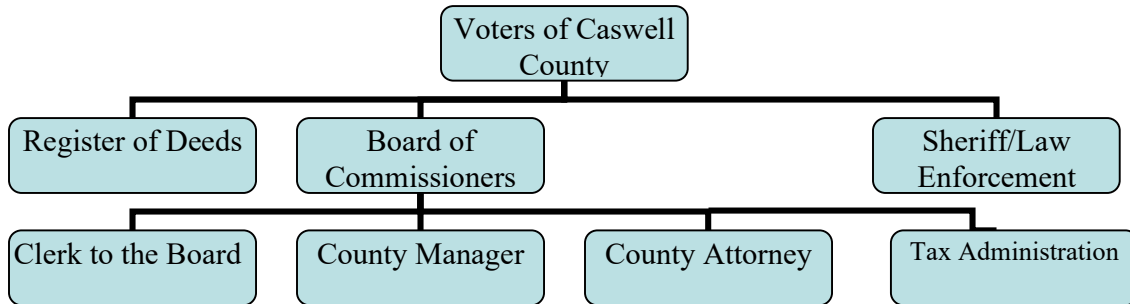 Voters of Caswell
County
Register of Deeds
Board of
Commissioners
Sheriff/Law
Enforcement
Clerk to the Board
County Manager
County Attorney
Tax Administration